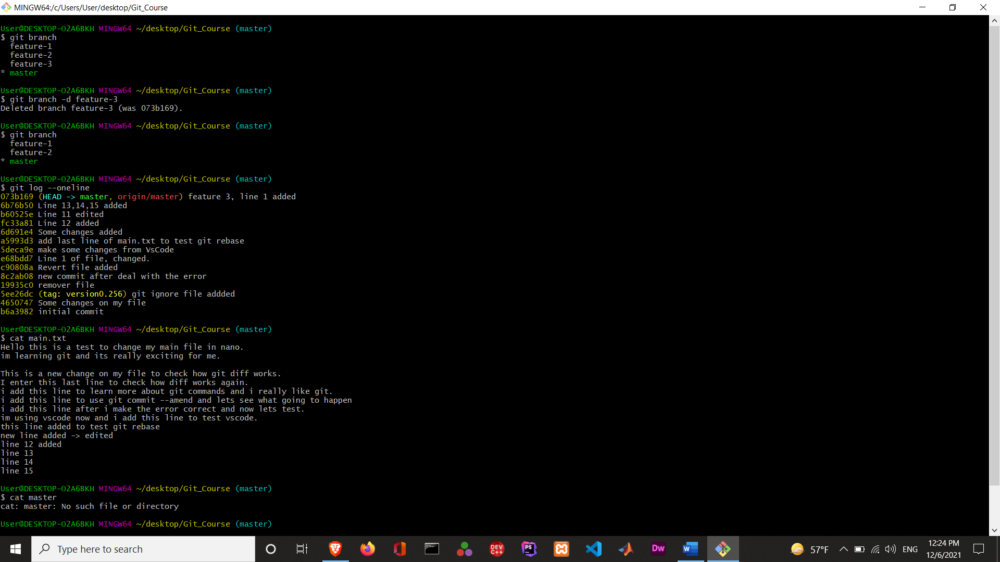 MINGW64:/c/Users/User/desktop/Git_Course
User@DESKTOP-O2A6BKH MINGW64 ~/desktop/Git_Course (master)
$ git branch
  feature-1
  feature-2
  feature-3
* master
User@DESKTOP-O2A6BKH MINGW64 ~/desktop/Git_Course (master)
$ git branch -d feature-3
Deleted branch feature-3 (was 073b169).
User@DESKTOP-O2A6BKH MINGW64 ~/desktop/Git_Course (master)
$ git branch
  feature-1
  feature-2
* master
User@DESKTOP-O2A6BKH MINGW64 ~/desktop/Git_Course (master)
$ git log --oneline
073b169 (HEAD -> master, origin/master) feature 3, line 1 added
6b76b50 Line 13,14,15 added
b60525e Line 11 edited
fc33a81 Line 12 added
6d691e4 Some changes added
a5993d3 add last line of main.txt to test git rebase
5deca9e make some changes from VsCode
e68bdd7 Line 1 of file, changed.
c90808a Revert file added
8c2ab08 new commit after deal with the error
19935c0 remover file
5ee26dc (tag: version0.256) git ignore file addded
4650747 Some changes on my file
b6a3982 initial commit
User@DESKTOP-O2A6BKH MINGW64 ~/desktop/Git_Course (master)
$ cat main.txt
Hello this is a test to change my main file in nano.
im learning git and its really exciting for me.
This is a new change on my file to check how git diff works.
I enter this last line to check how diff works again.
i add this line to learn more about git commands and i really like git.
i add this line to use git commit --amend and lets see what going to happen
i add this line after i make the error correct and now lets test.
im using vscode now and i add this line to test vscode.
this line added to test git rebase
new line added -> edited
line 12 added
line 13
line 14
line 15
User@DESKTOP-O2A6BKH MINGW64 ~/desktop/Git_Course (master)
$ cat master
cat: master: No such file or directory
User@DESKTOP-O2A6BKH MINGW64 ~/desktop/Git_Course (master)
Type here to search
DEV C++
PS
Dw
W
57°F
ENG
12:24 PM
12/6/2021